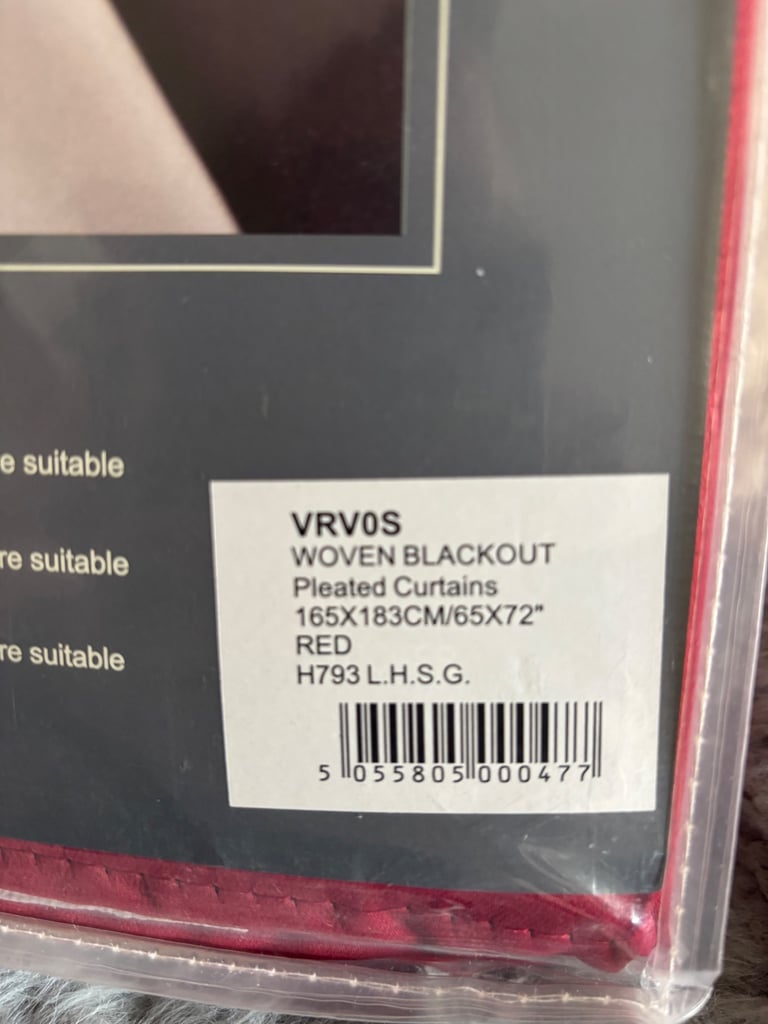 e suitable
re suitable
re suitable
VRV0S
WOVEN BLACKOUT
Pleated Curtains
165X183CM/65X72"
RED
H793 L.H.S.G.
5 055805 000477